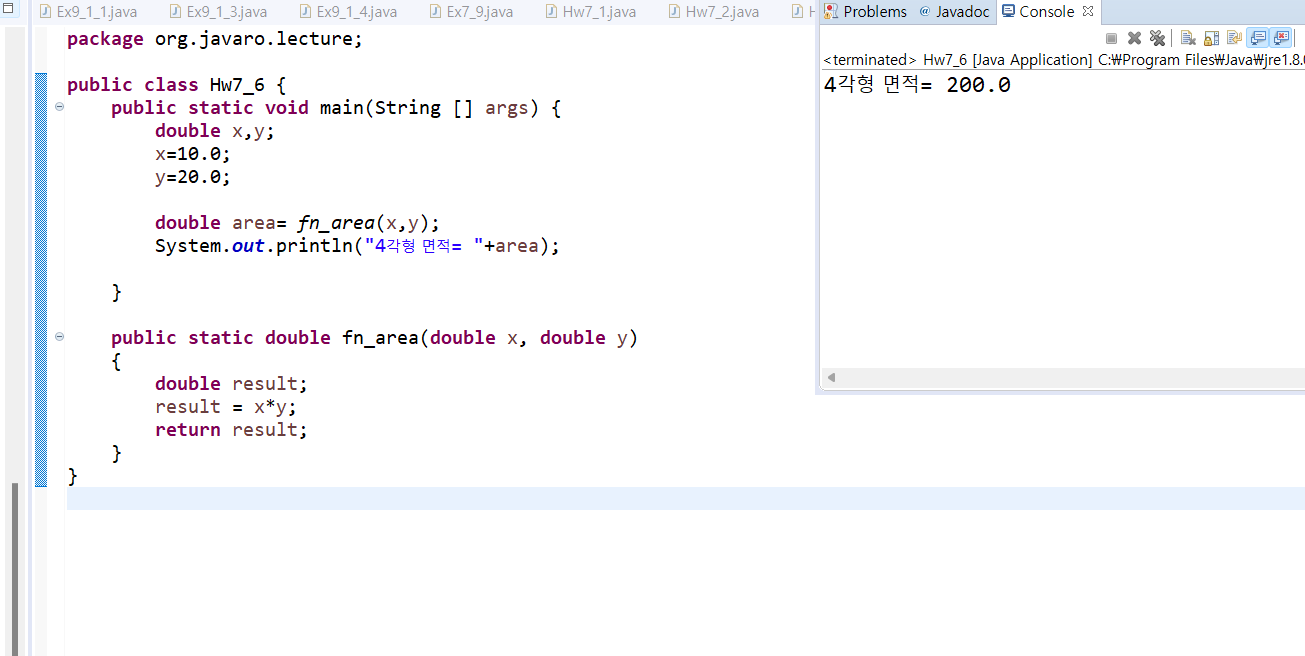 Ex9_1_1.java Ex9_1_3.java Ex9_1_4.java Ex7_9.java Hw7_1.java Hw7_2.java
package org.javaro.lecture;
public class Hw7_6 {
public static void main(String [] args) {
double x,y;
x=10.0;
y=20.0;
double area= fn_area(x,y);
System.out.println("4각형 면적= "+area);
}
public static double fn_area(double x, double y)
{
double result;
result = x*y;
return result;
}
}
Problems @ Javadoc Console
<terminated> Hw7_6 [Java Application] C:₩Program Files₩Java₩jre1.8.0
4각형 면적= 200.0